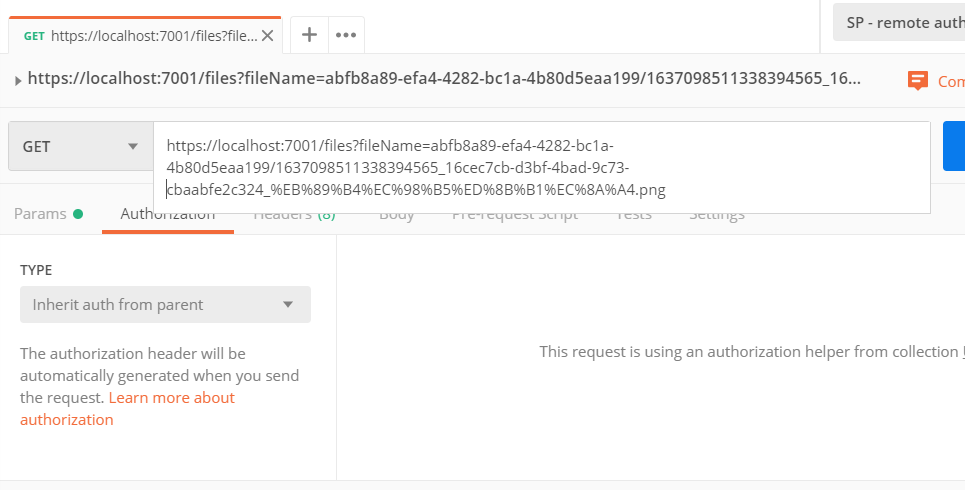 GET https://localhost:7001/files?file...
SP - remote auth
https://localhost:7001/files?fileName=abfb8a89-efa4-4282-bc1a-4b80d5eaa199/1637098511338394565_16...
Com
GET
https://localhost:7001/files?fileName=abfb8a89-efa4-4282-bc1a-
4b80d5eaa199/1637098511338394565_16cec7cb-d3bf-4bad-9c73-
cbaabfe2c324_%EB%89%B4%EC%98%B5%ED%8B%B1%EC%8A%A4.png
Params Authorization Headers (8) Body Pre-request Script Tests Settings
TYPE
Inherit auth from parent
The authorization header will be
automatically generated when you send
the request. Learn more about
authorization
This request is using an authorization helper from collection